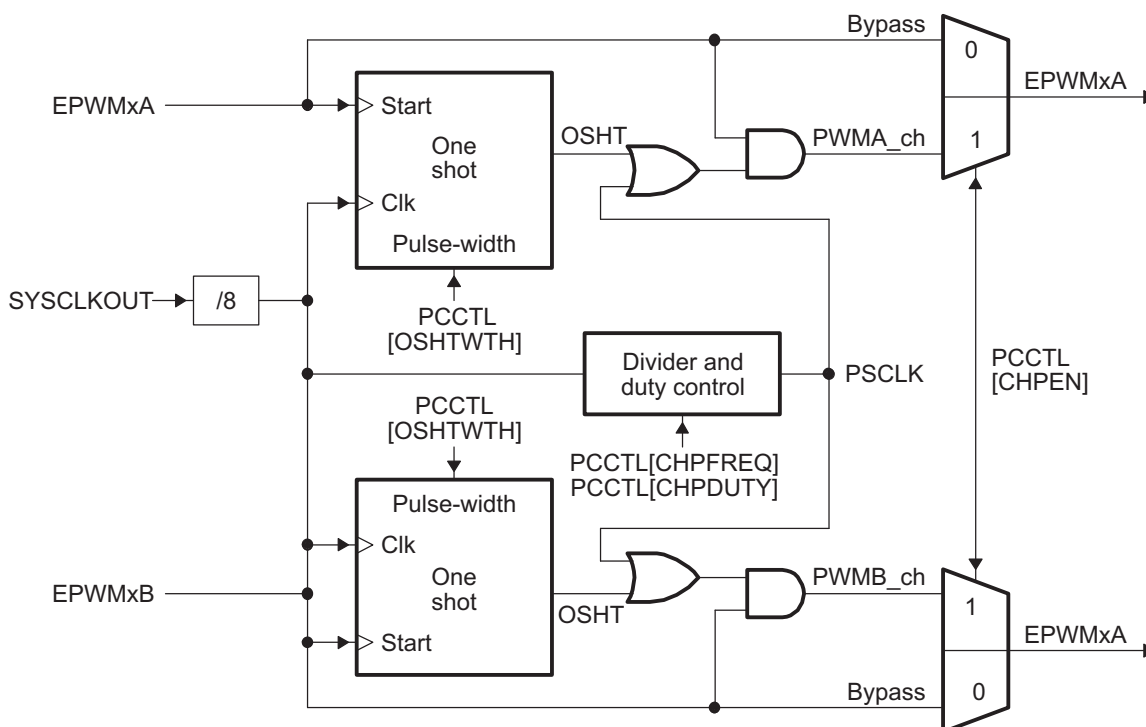 Bypass
0
EPWMxA
EPWMxA
Start
OSHT
PWMA_ch
1
One
shot
Clk
Pulse-width
SYSCLKOUT
/8
PCCTL
[OSHTWTH]
Divider and
duty control
PSCLK
PCCTL
[CHPEN]
PCCTL
[OSHTWTH]
PCCTL[CHPFREQ]
PCCTL[CHPDUTY]
Pulse-width
Clk
EPWMxB
One
shot
OSHT
PWMB_ch
1
Start
EPWMxA
Bypass
0